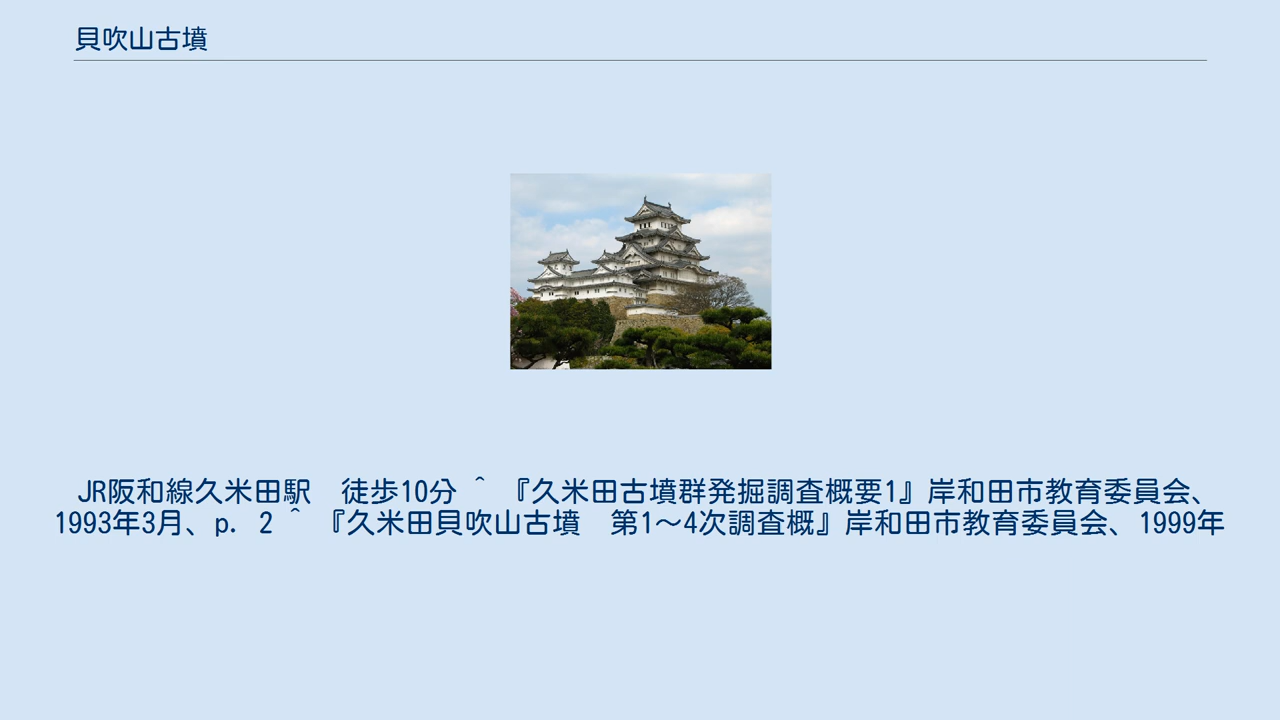 貝吹山古墳
JR阪和線久米田駅　徒歩10分 ^ 『久米田古墳群発掘調査概要1』岸和田市教育委員会、
1993年3月、p. 2 ^ 『久米田貝吹山古墳　第1〜4次調査概』岸和田市教育委員会、1999年